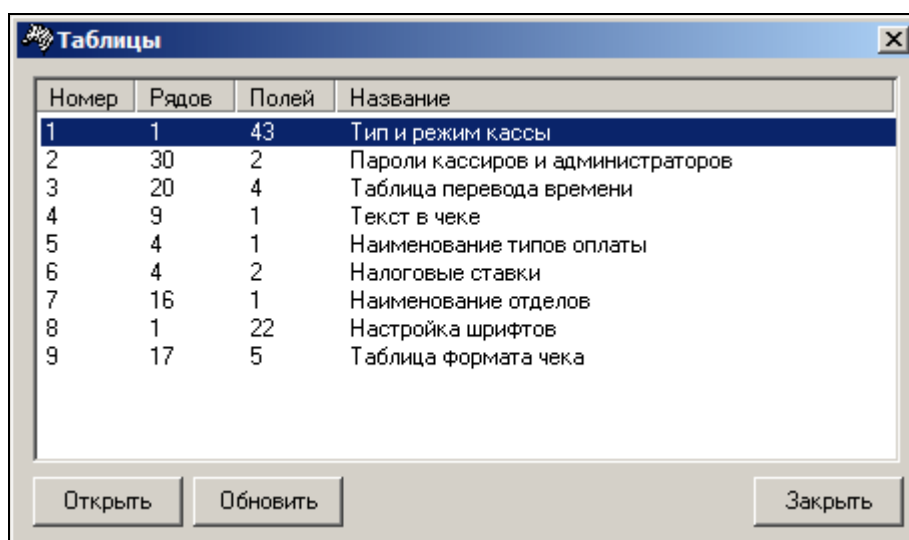 Таблицы
Номер Рядов Полей Название
1 1 43 Тип и режим кассы
2 30 2 Пароли кассиров и администраторов
3 20 4 Таблица перевода времени
4 9 1 Текст в чеке
5 4 1 Наименование типов оплаты
6 4 2 Налоговые ставки
7 16 1 Наименование отделов
8 1 22 Настройка шрифтов
9 17 5 Таблица формата чека
Открыть Обновить Закрыть